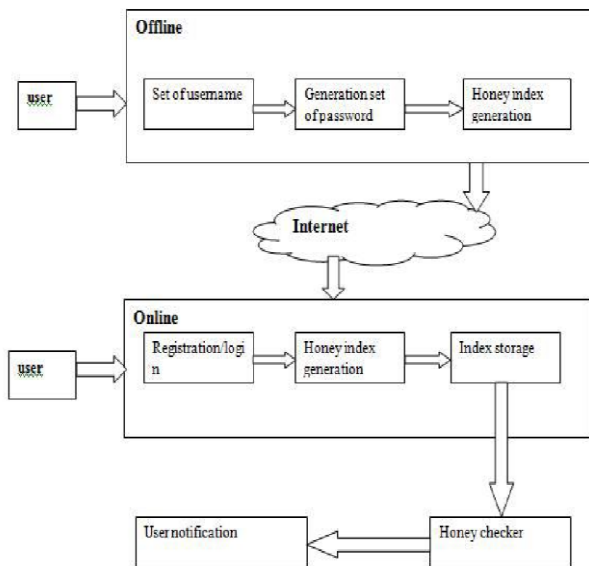 Offline
user
Set of username
Generation set
of password
Honey index
generation
Internet
Online
user
Registration/logi
n
Honey index
generation
Index storage
User notification
Honey checker